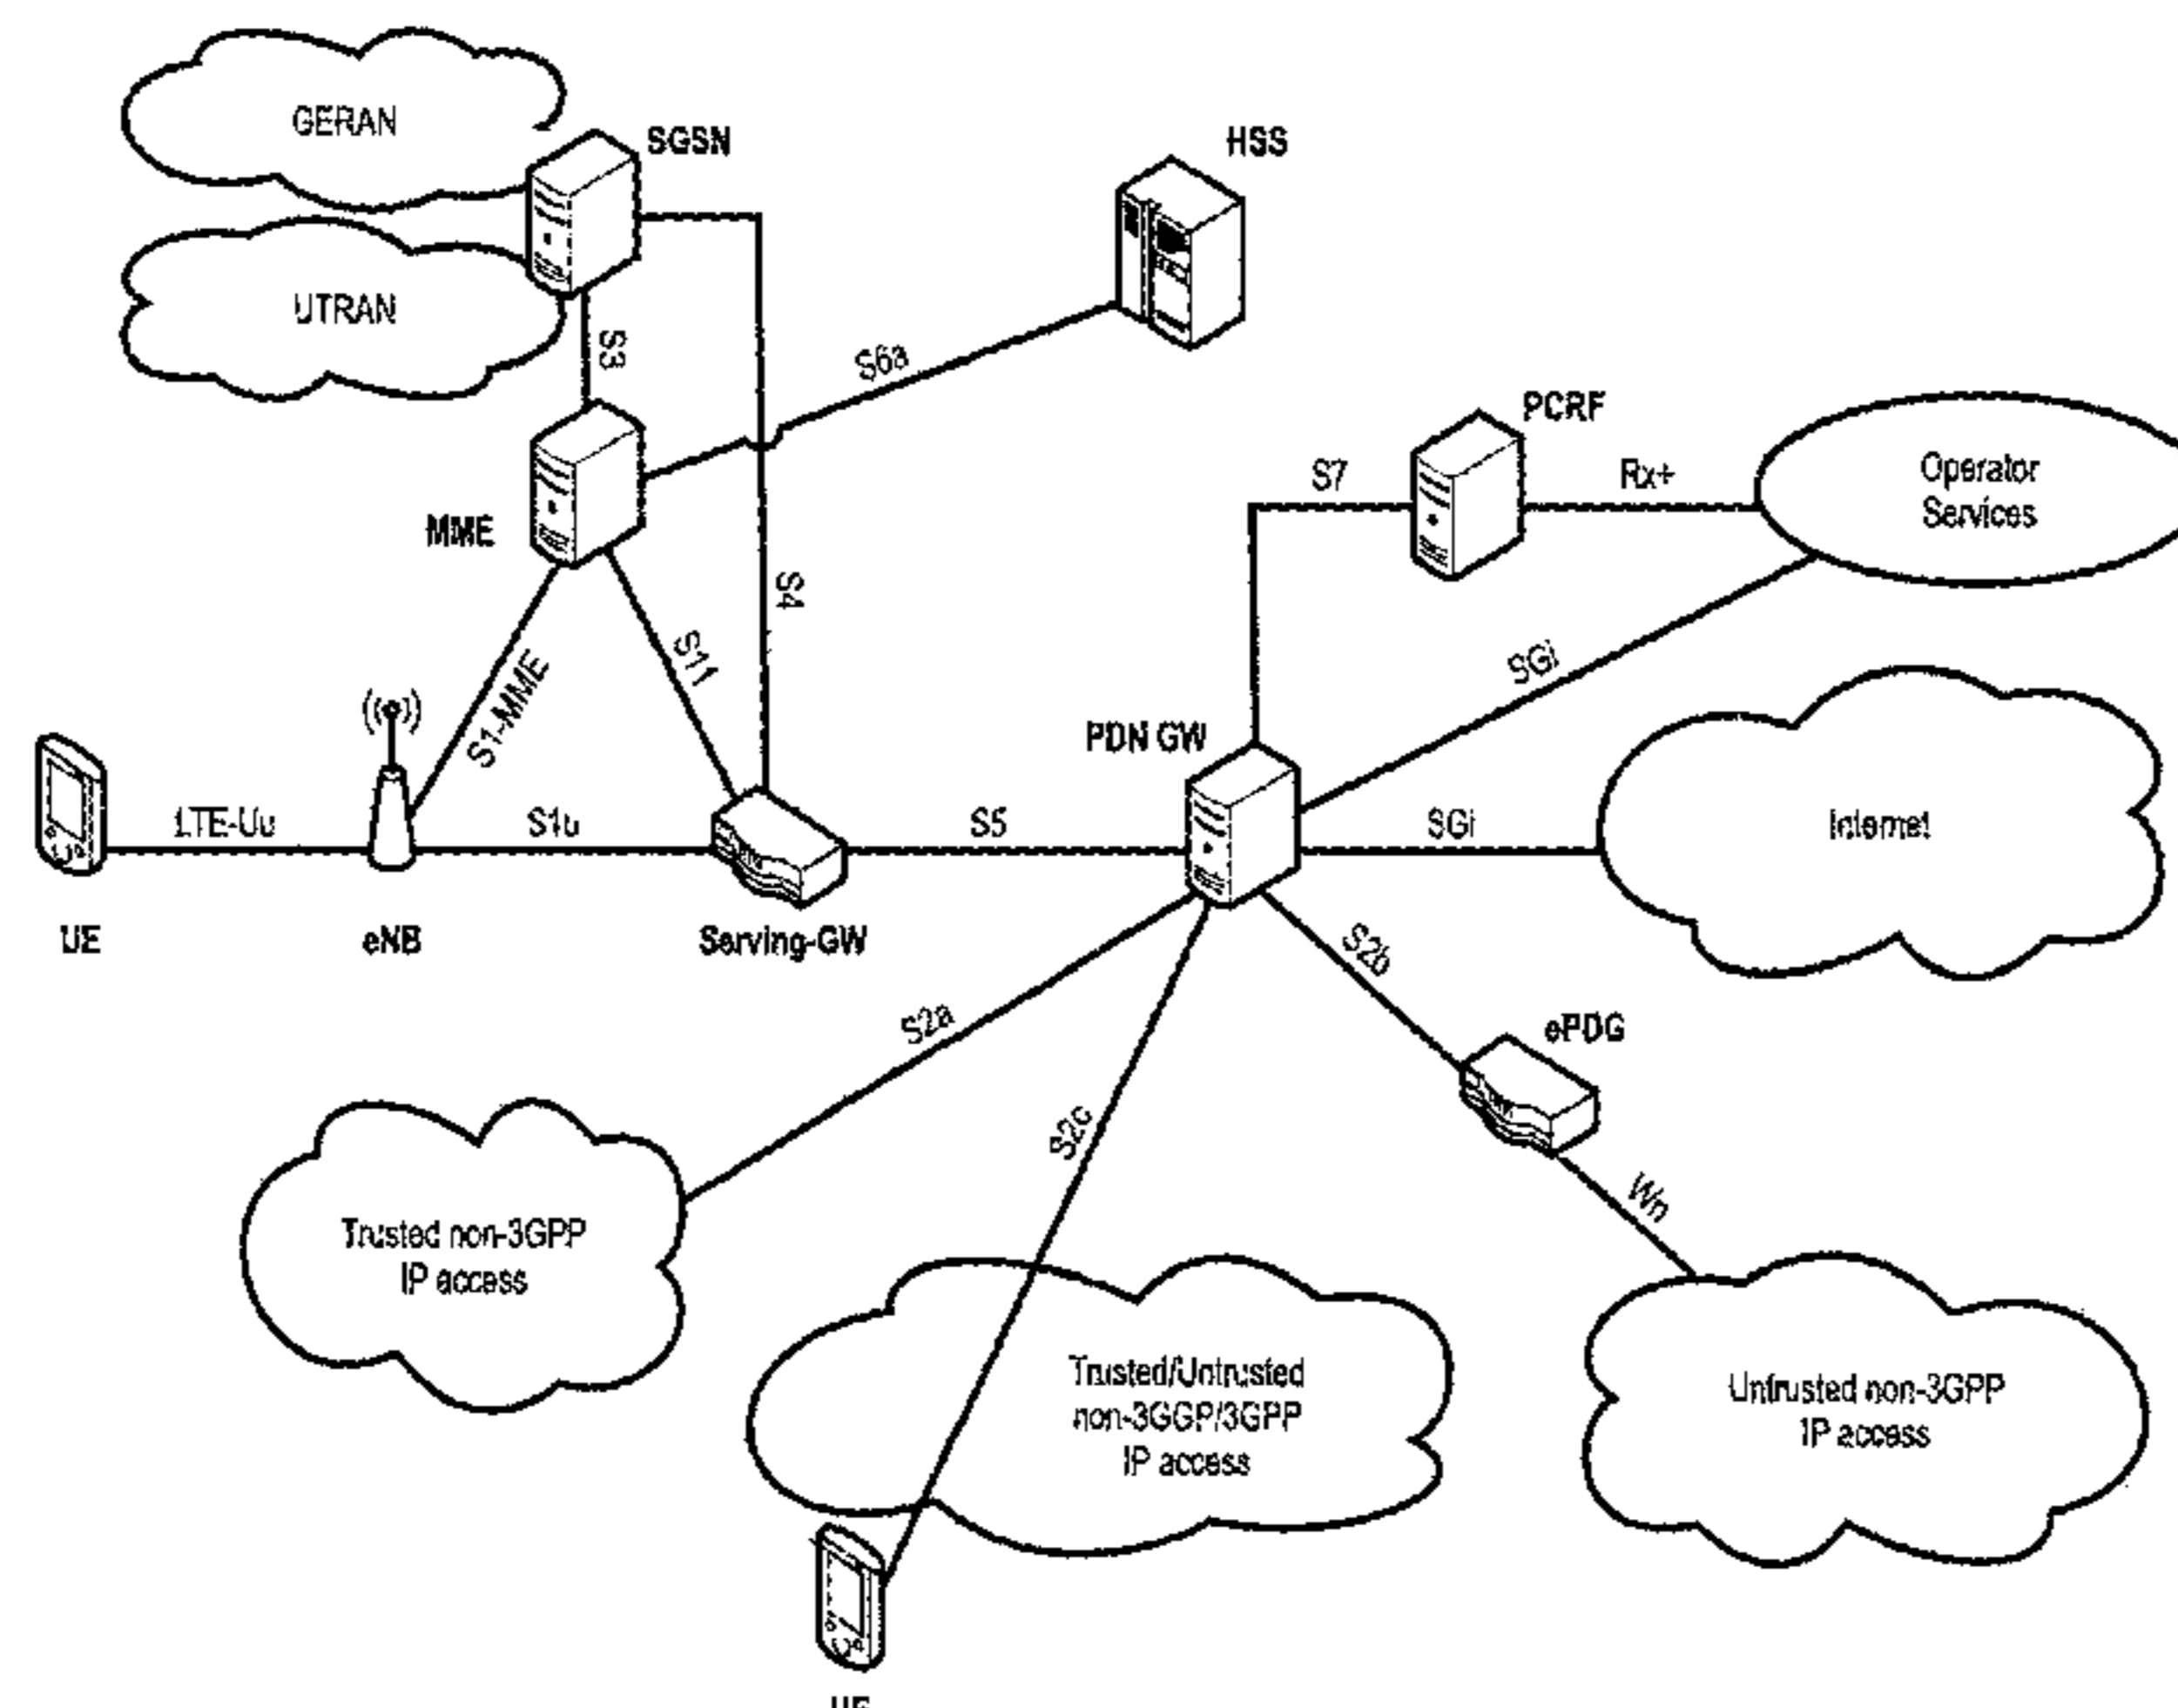 GERAN
SGSN
HSS
UTRAN
S3
S6a
PCRF
S7
Rx+
Operator
Services
MME
S4
S11
S1-MME
SGi
PDN GW
LTE-Uu
S1u
S5
SGi
Internet
UE
eNB
Serving-GW
S2b
S2a
ePDG
S2c
Wn
Trusted non-3GPP
IP access
Trusted/Untrusted
non-3GGP/3GPP
IP access
Untrusted non-3GPP
IP access
UE